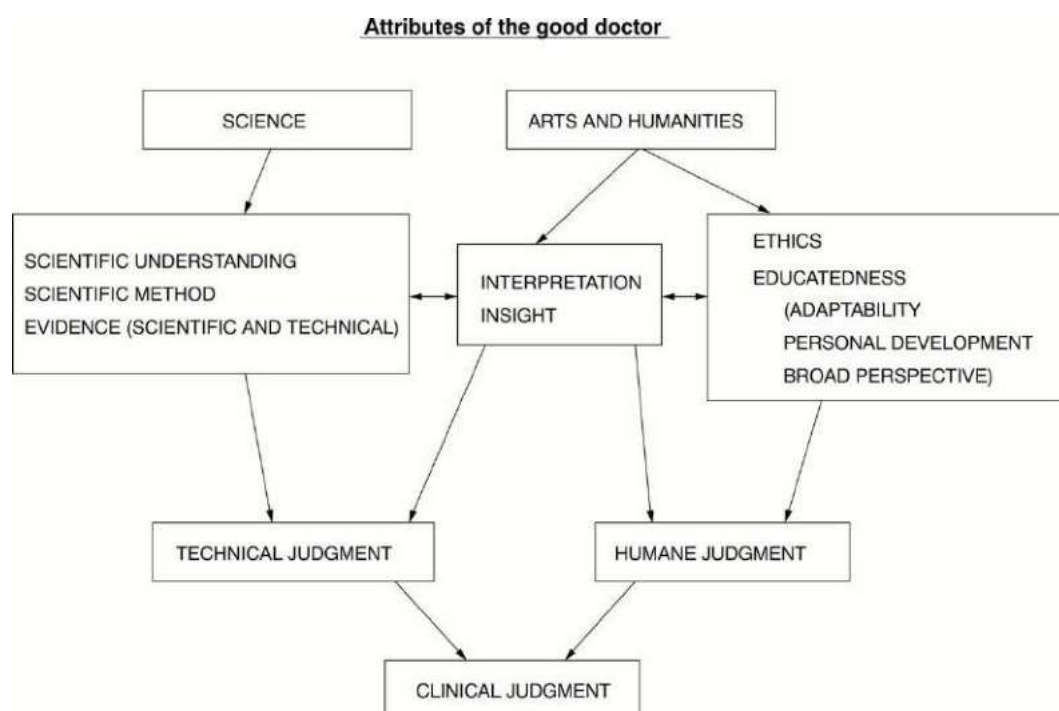 Attributes of the good doctor
SCIENCE
ARTS AND HUMANITIES
SCIENTIFIC UNDERSTANDING
SCIENTIFIC METHOD
EVIDENCE (SCIENTIFIC AND TECHNICAL)
INTERPRETATION
INSIGHT
ETHICS
EDUCATEDNESS
(ADAPTABILITY
PERSONAL DEVELOPMENT
BROAD PERSPECTIVE)
TECHNICAL JUDGMENT
HUMANE JUDGMENT
CLINICAL JUDGMENT